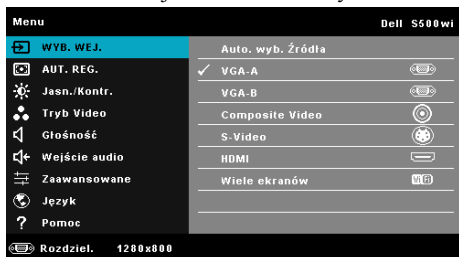 Menu Dell S500wi
WYB. WEJ.
AUT. REG.
Jasn./Kontr.
Tryb Video
Głośność
Wejście audio
Zaawansowane
Język
Pomoc
Auto. wyb. Źródła
VGA-A
VGA-B
Composite Video
S-Video
HDMI
Wiele ekranów WiFi
Rozdziel. 1280x800